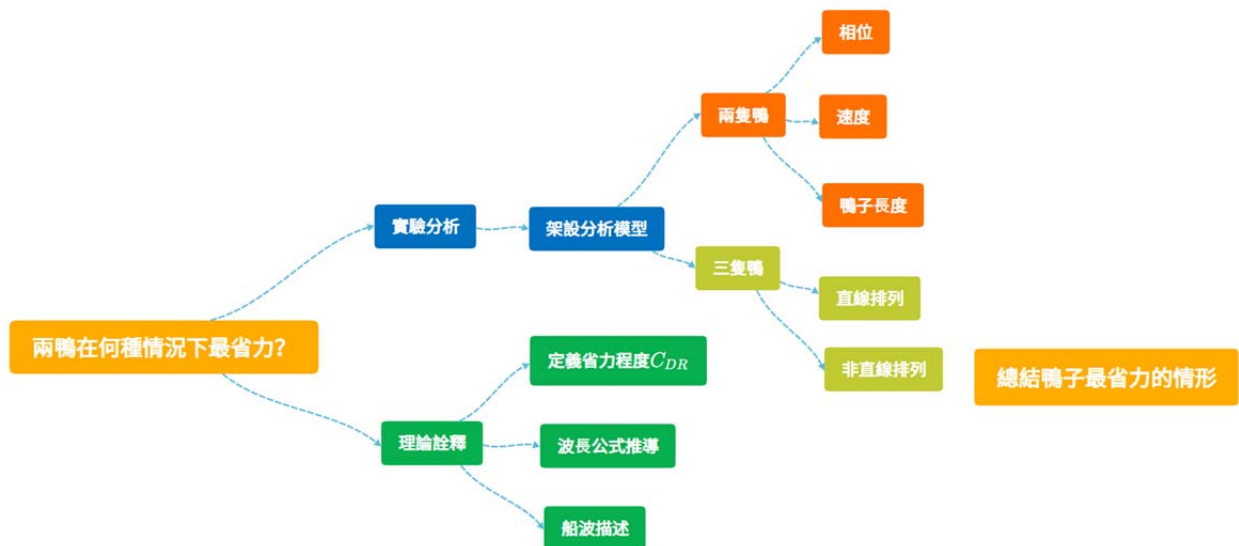 兩鴨在何種情況下最省力？
實驗分析
架設分析模型
兩隻鴨
相位
速度
鴨子長度
三隻鴨
直線排列
非直線排列
理論詮釋
定義省力程度C_{DR}
波長公式推導
船波描述
總結鴨子最省力的情形